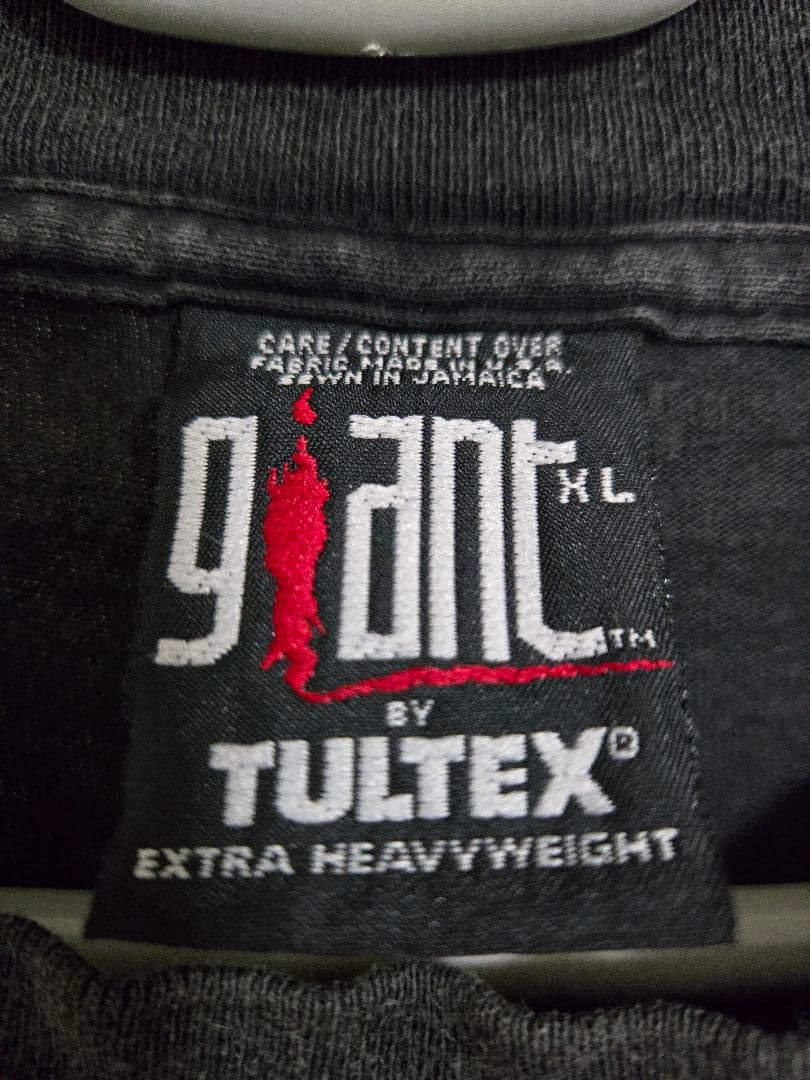 CARE/CONTENT OVER
FABRIC MADE IN U.S.A.
SEWN IN JAMAICA
giant XL
TM
BY
TULTEX®
EXTRA HEAVYWEIGHT